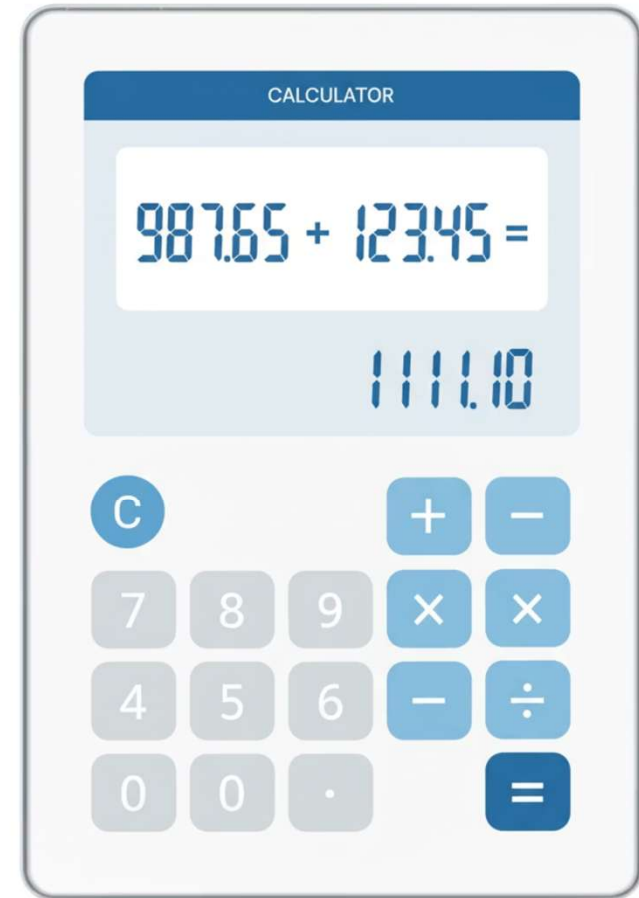 CALCULATOR
987.65 + 123.45 =
1111.10
C + −
7 8 9 × ×
4 5 6 − ÷
0 0 . =